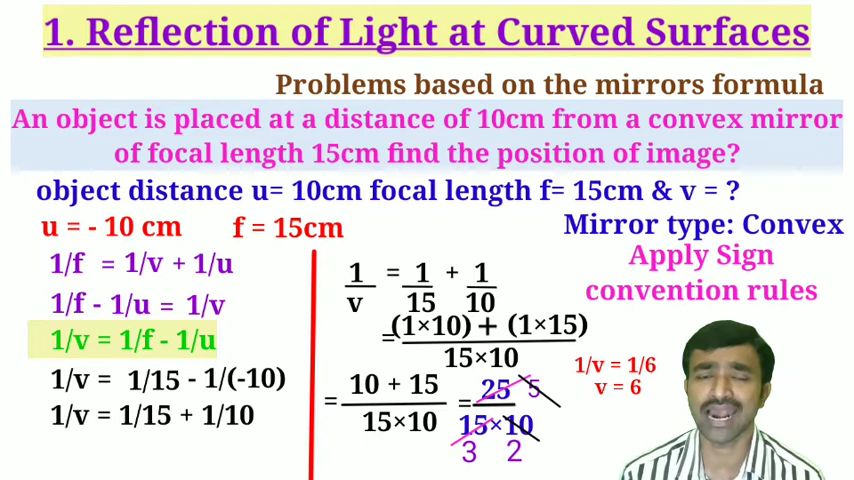 1. Reflection of Light at Curved Surfaces
Problems based on the mirrors formula
An object is placed at a distance of 10cm from a convex mirror
of focal length 15cm find the position of image?
object distance u= 10cm focal length f= 15cm & v = ?
u = - 10 cm f = 15cm
Mirror type: Convex
Apply Sign
convention rules
1/f = 1/v + 1/u
1/f - 1/u = 1/v
1/v = 1/f - 1/u
1/v = 1/15 - 1/(-10)
1/v = 1/15 + 1/10
1 = 1 + 1
v 15 10
= (1×10) + (1×15)
15×10
= 10 + 15
15×10
= 25 5
15×10
3 2
1/v = 1/6
v = 6